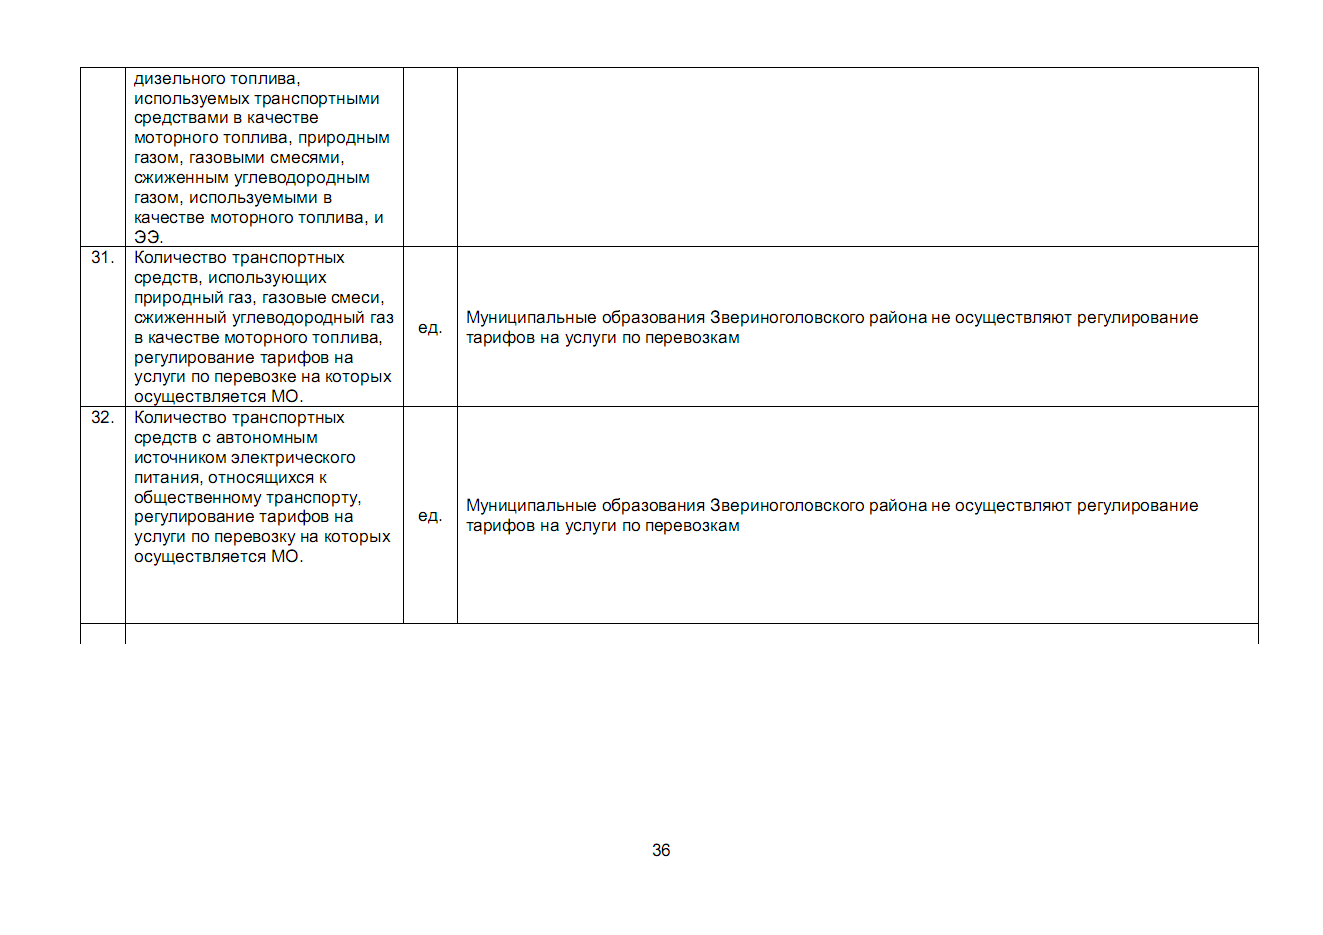 дизельного топлива,
используемых транспортными
средствами в качестве
моторного топлива, природным
газом, газовыми смесями,
сжиженным углеводородным
газом, используемыми в
качестве моторного топлива, и
ЭЭ.
31.
Количество транспортных
средств, использующих
природный газ, газовые смеси,
сжиженный углеводородный газ
в качестве моторного топлива,
регулирование тарифов на
услуги по перевозке на которых
осуществляется МО.
ед.
Муниципальные образования Звериноголовского района не осуществляют регулирование
тарифов на услуги по перевозкам
32.
Количество транспортных
средств с автономным
источником электрического
питания, относящихся к
общественному транспорту,
регулирование тарифов на
услуги по перевозку на которых
осуществляется МО.
ед.
Муниципальные образования Звериноголовского района не осуществляют регулирование
тарифов на услуги по перевозкам
36